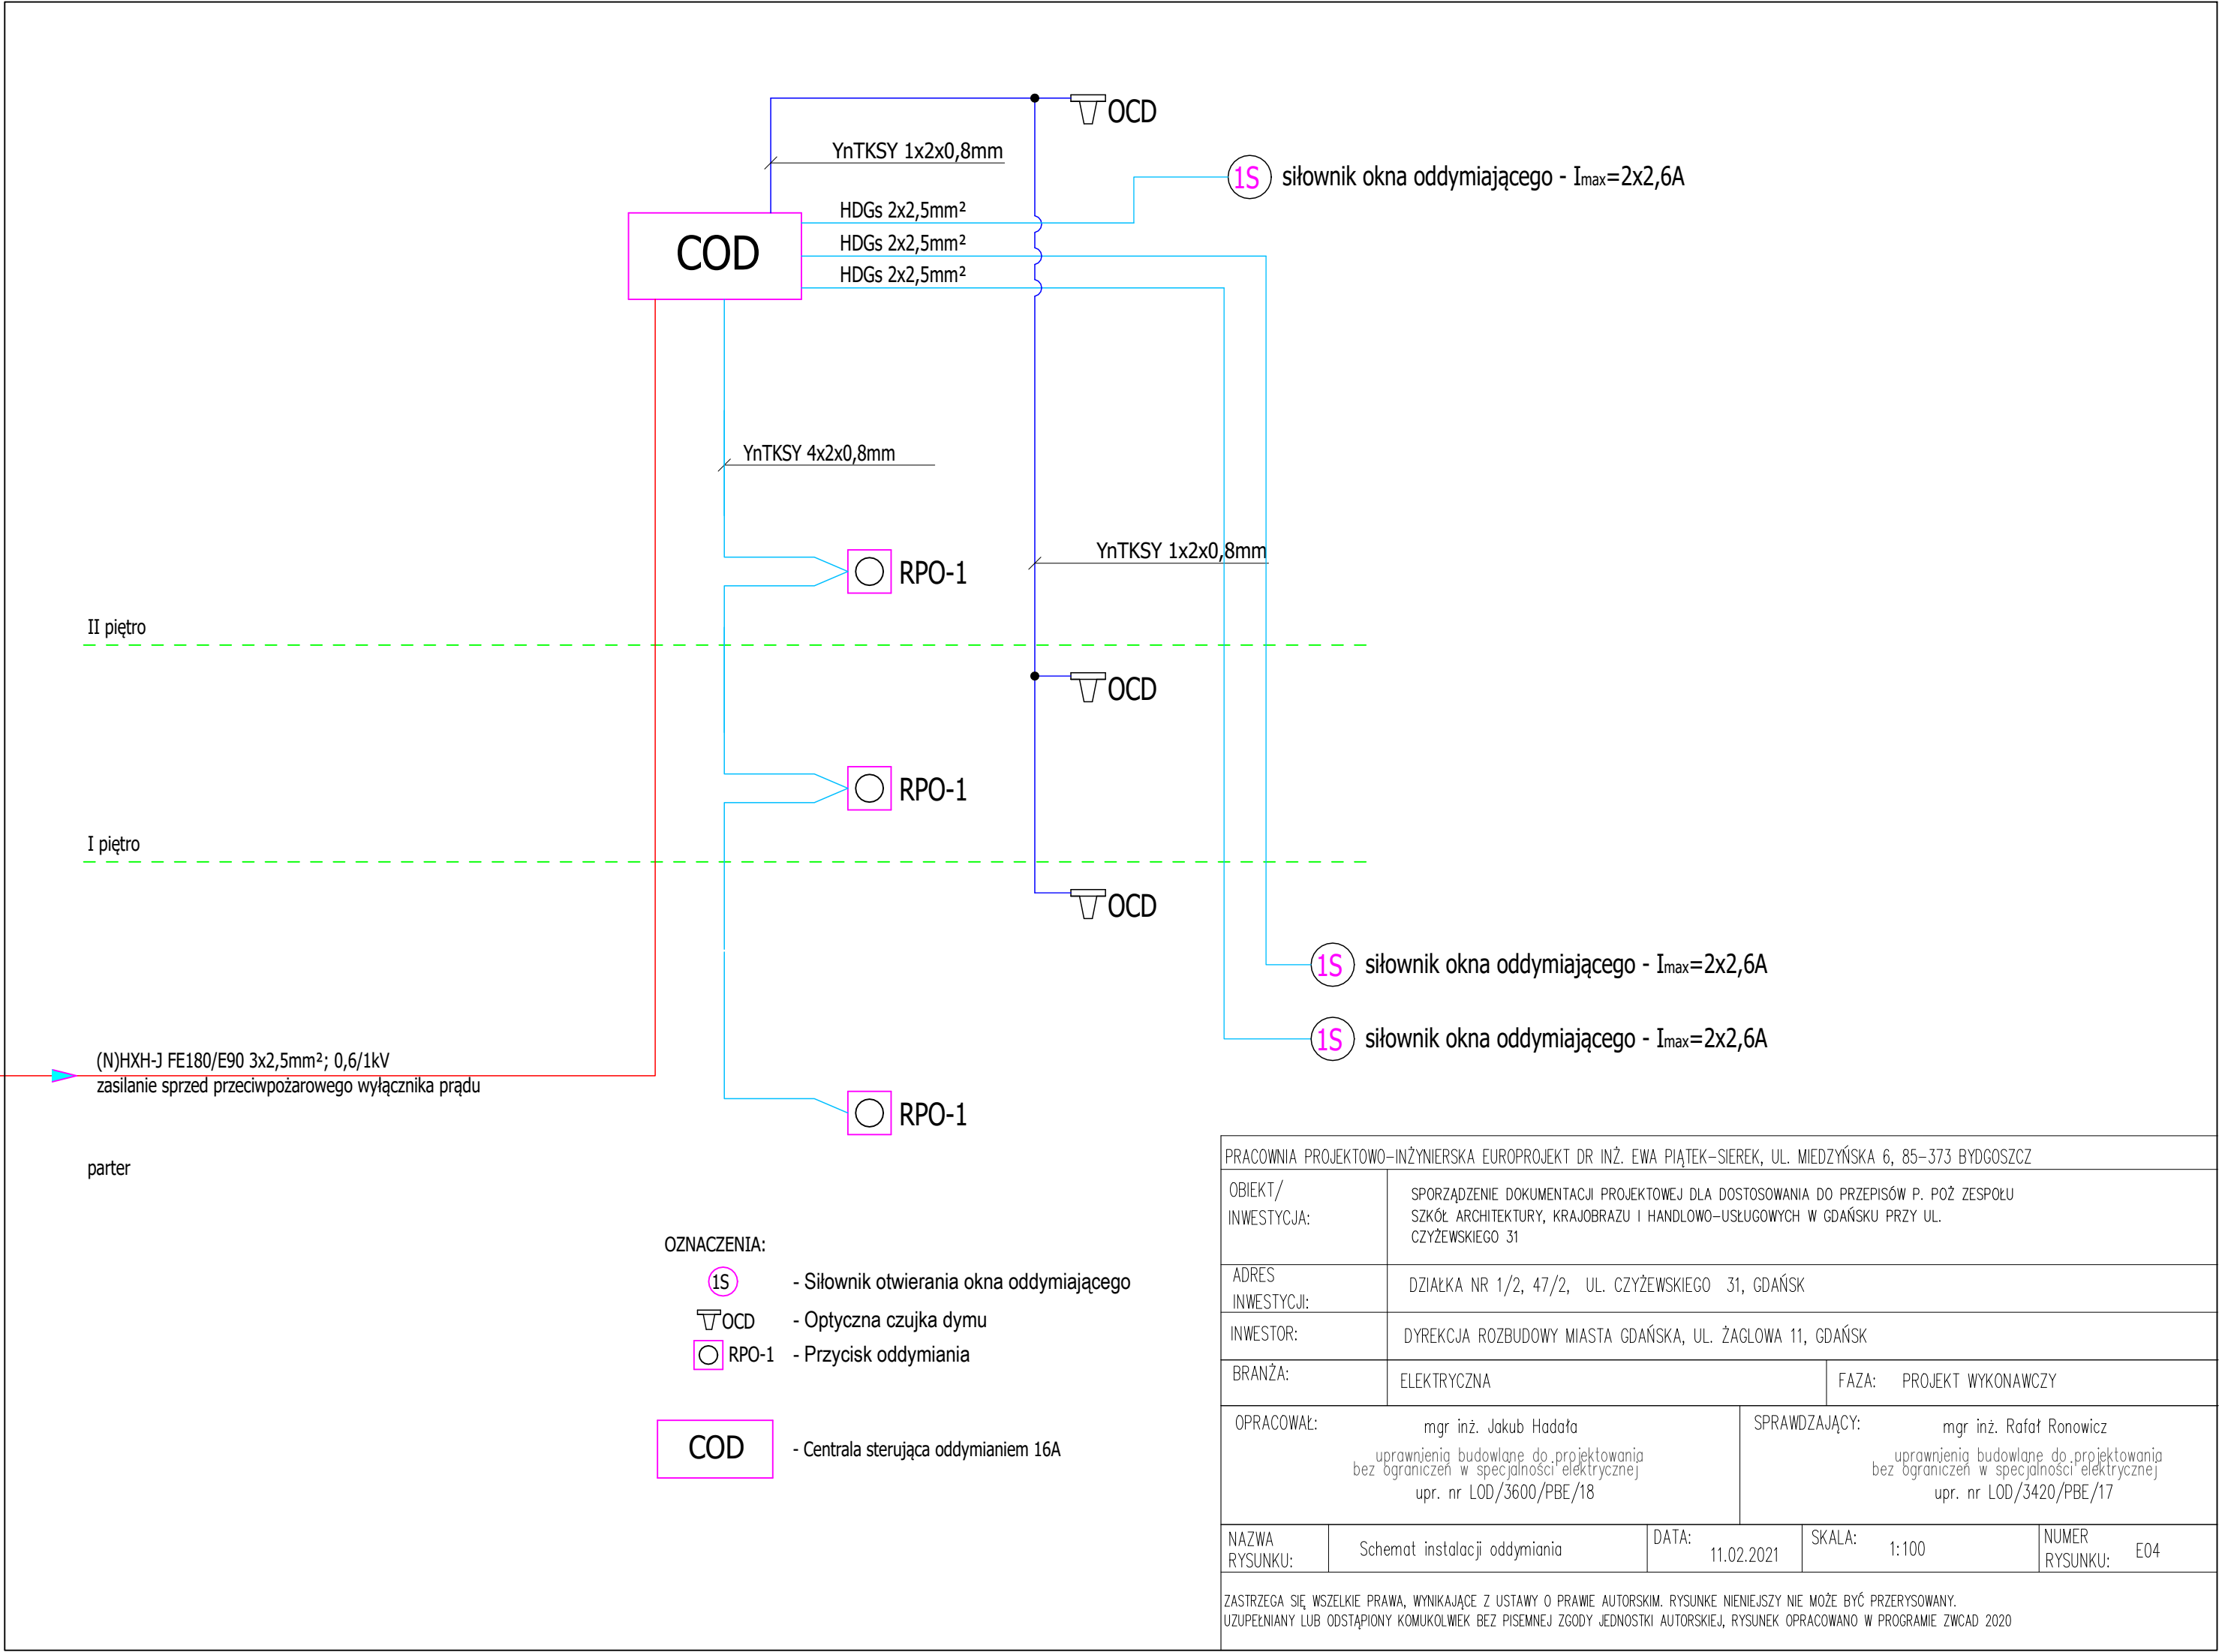 OCD
YnTKSY 1x2x0,8mm
1S siłownik okna oddymiającego - Imax=2x2,6A
HDGs 2x2,5mm²
COD
HDGs 2x2,5mm²
HDGs 2x2,5mm²
YnTKSY 4x2x0,8mm
YnTKSY 1x2x0,8mm
RPO-1
II piętro
OCD
RPO-1
I piętro
OCD
1S siłownik okna oddymiającego - Imax=2x2,6A
1S siłownik okna oddymiającego - Imax=2x2,6A
(N)HXH-J FE180/E90 3x2,5mm²; 0,6/1kV
zasilanie sprzed przeciwpożarowego wyłącznika prądu
RPO-1
parter
OZNACZENIA:
1S - Siłownik otwierania okna oddymiającego
OCD - Optyczna czujka dymu
RPO-1 - Przycisk oddymiania
COD - Centrala sterująca oddymianiem 16A
PRACOWNIA PROJEKTOWO-INŻYNIERSKA EUROPROJEKT DR INŻ. EWA PIĄTEK-SIEREK, UL. MIEDZYŃSKA 6, 85-373 BYDGOSZCZ
OBIEKT/
INWESTYCJA:
SPORZĄDZENIE DOKUMENTACJI PROJEKTOWEJ DLA DOSTOSOWANIA DO PRZEPISÓW P. POŻ ZESPOŁU
SZKÓŁ ARCHITEKTURY, KRAJOBRAZU I HANDLOWO-USŁUGOWYCH W GDAŃSKU PRZY UL.
CZYŻEWSKIEGO 31
ADRES
INWESTYCJI:
DZIAŁKA NR 1/2, 47/2, UL. CZYŻEWSKIEGO 31, GDAŃSK
INWESTOR:
DYREKCJA ROZBUDOWY MIASTA GDAŃSKA, UL. ŻAGLOWA 11, GDAŃSK
BRANŻA:
ELEKTRYCZNA
FAZA: PROJEKT WYKONAWCZY
OPRACOWAŁ:
mgr inż. Jakub Hadała
uprawnienia budowlane do projektowania
bez ograniczeń w specjalności elektrycznej
upr. nr LOD/3600/PBE/18
SPRAWDZAJĄCY:
mgr inż. Rafał Ronowicz
uprawnienia budowlane do projektowania
bez ograniczeń w specjalności elektrycznej
upr. nr LOD/3420/PBE/17
NAZWA
RYSUNKU:
Schemat instalacji oddymiania
DATA:
11.02.2021
SKALA:
1:100
NUMER
RYSUNKU:
E04
ZASTRZEGA SIĘ WSZELKIE PRAWA, WYNIKAJĄCE Z USTAWY O PRAWIE AUTORSKIM. RYSUNKE NIENIEJSZY NIE MOŻE BYĆ PRZERYSOWANY.
UZUPEŁNIANY LUB ODSTĄPIONY KOMUKOLWIEK BEZ PISEMNEJ ZGODY JEDNOSTKI AUTORSKIEJ, RYSUNEK OPRACOWANO W PROGRAMIE ZWCAD 2020